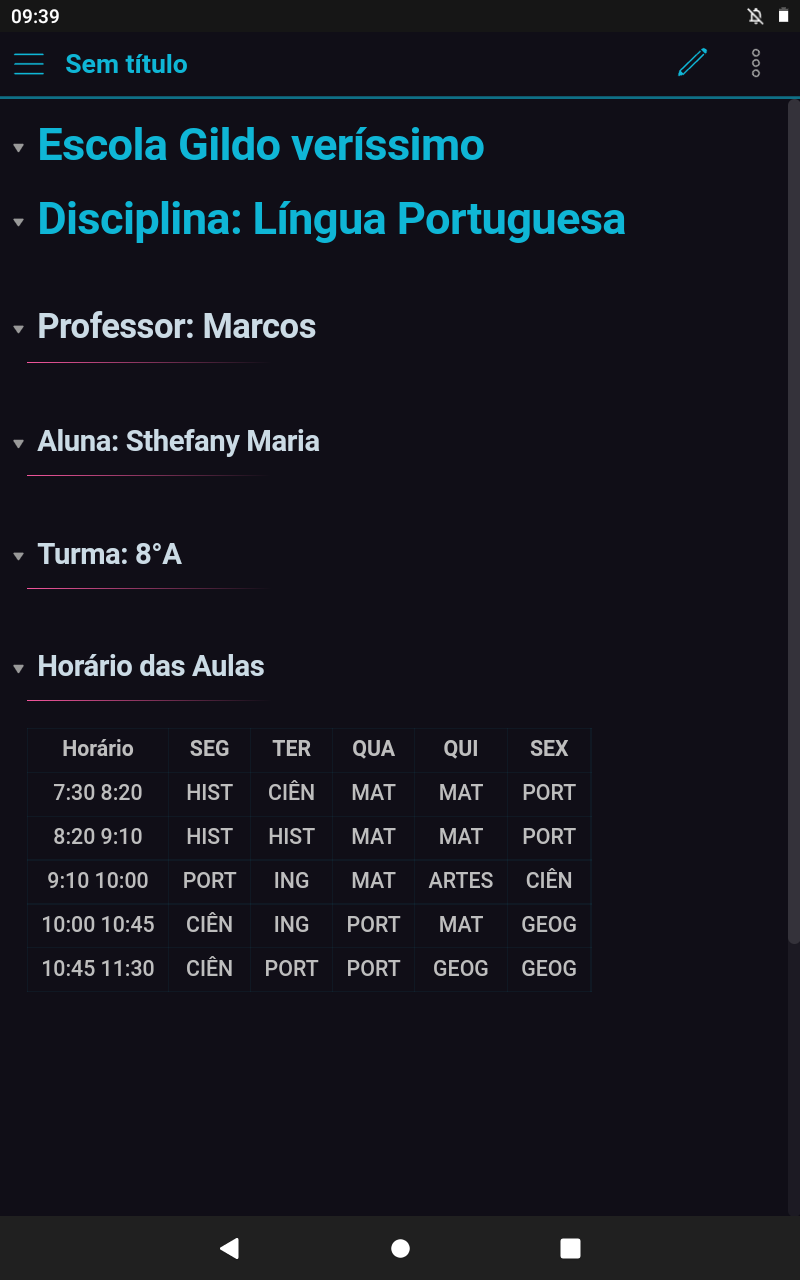 09:39
Sem título
Escola Gildo veríssimo
Disciplina: Língua Portuguesa
Professor: Marcos
Aluna: Sthefany Maria
Turma: 8°A
Horário das Aulas
Horário SEG TER QUA QUI SEX
7:30 8:20 HIST CIÊN MAT MAT PORT
8:20 9:10 HIST HIST MAT MAT PORT
9:10 10:00 PORT ING MAT ARTES CIÊN
10:00 10:45 CIÊN ING PORT MAT GEOG
10:45 11:30 CIÊN PORT PORT GEOG GEOG